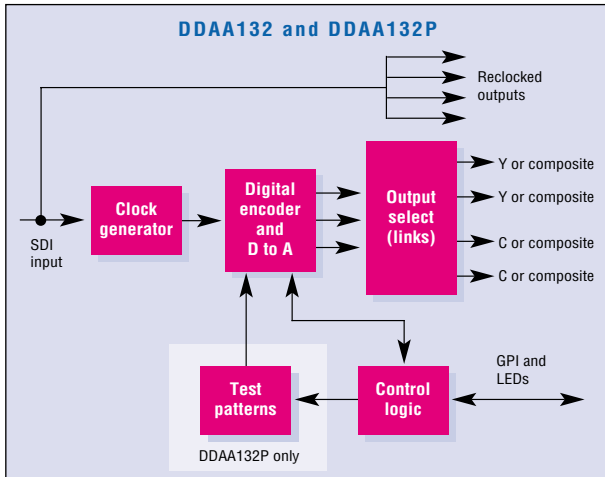 DDAA132 and DDAA132P
Reclocked
outputs
SDI
input
Clock
generator
Digital
encoder
and
D to A
Output
select
(links)
Y or composite
Y or composite
C or composite
C or composite
Test
patterns
DDAA132P only
Control
logic
GPI and
LEDs